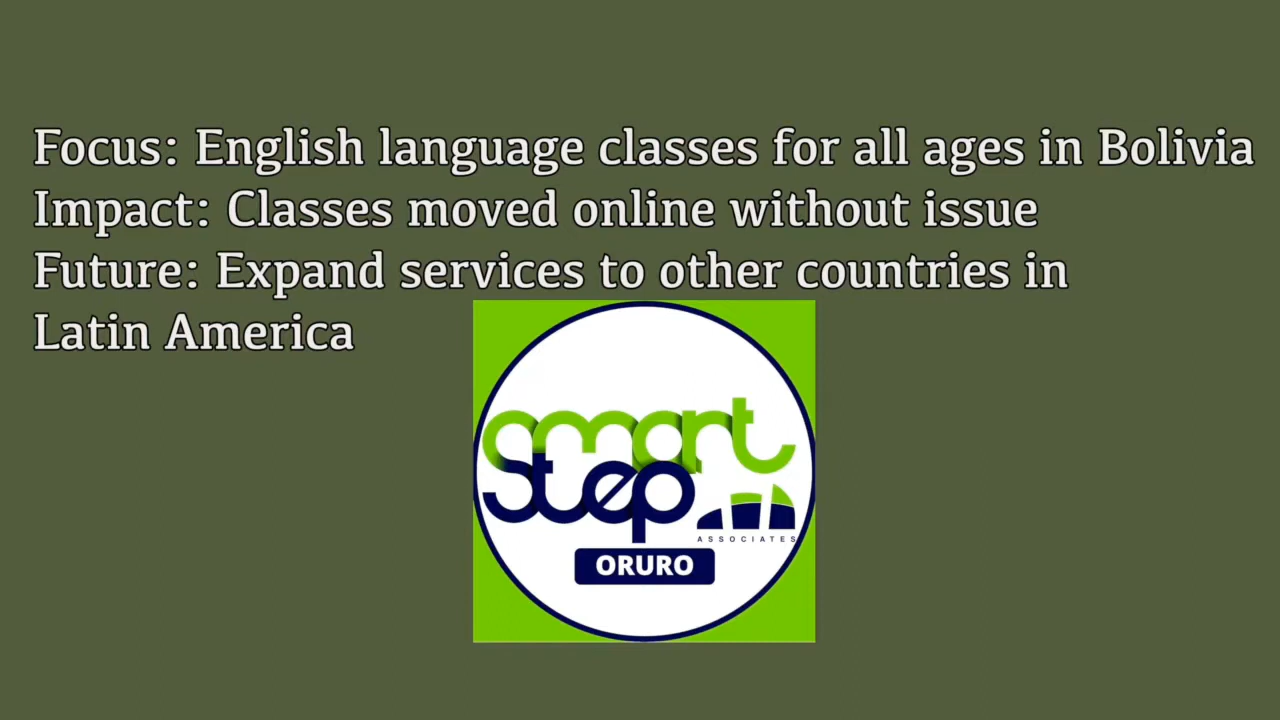 Focus: English language classes for all ages in Bolivia
Impact: Classes moved online without issue
Future: Expand services to other countries in
Latin America
smart
Step
ASSOCIATES
ORURO